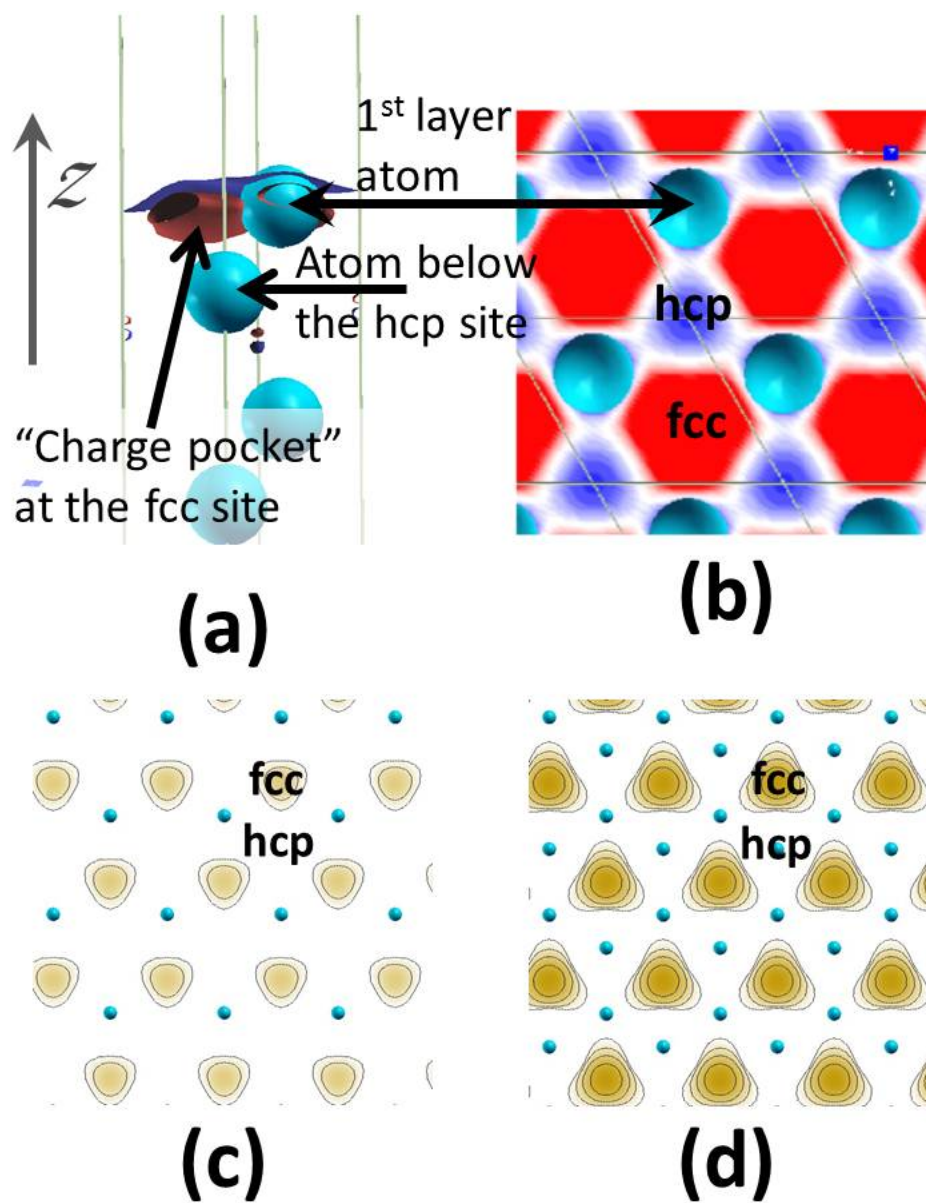 z
1st layer
atom
Atom below
the hcp site
“Charge pocket”
at the fcc site
(a)
hcp
fcc
(b)
fcc
hcp
(c)
fcc
hcp
(d)